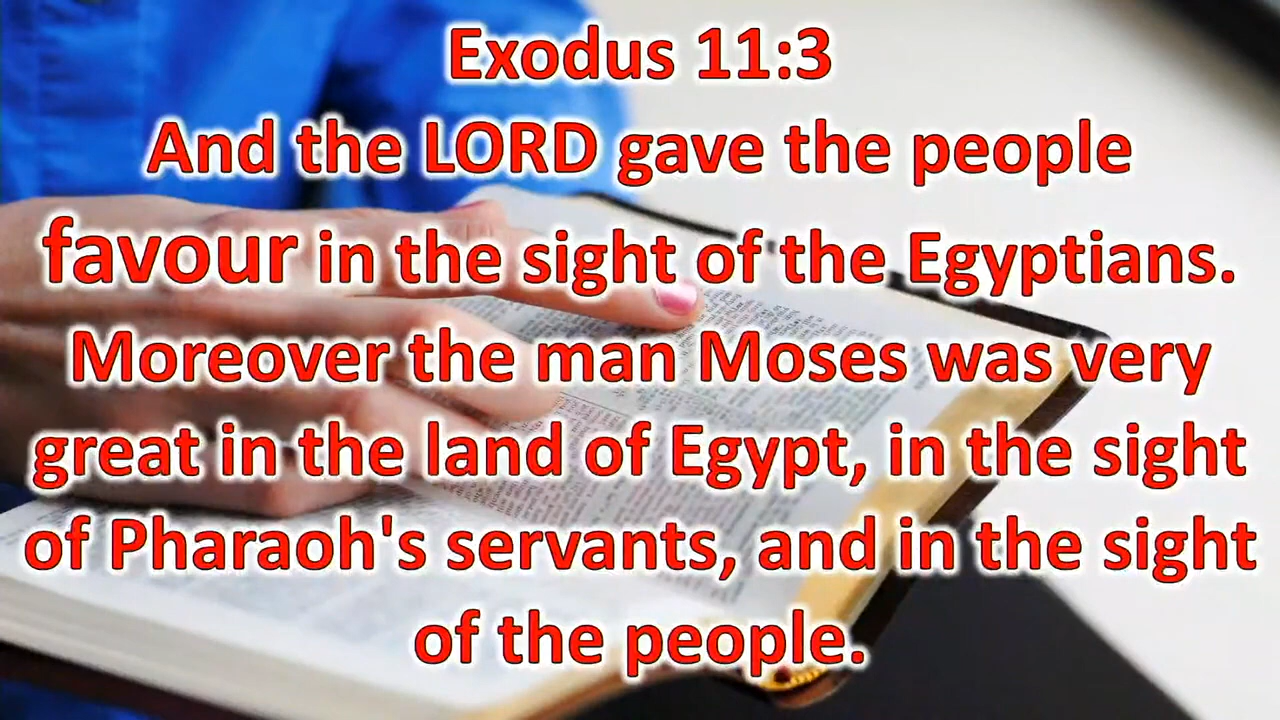 Exodus 11:3
And the LORD gave the people
favour in the sight of the Egyptians.
Moreover the man Moses was very
great in the land of Egypt, in the sight
of Pharaoh's servants, and in the sight
of the people.